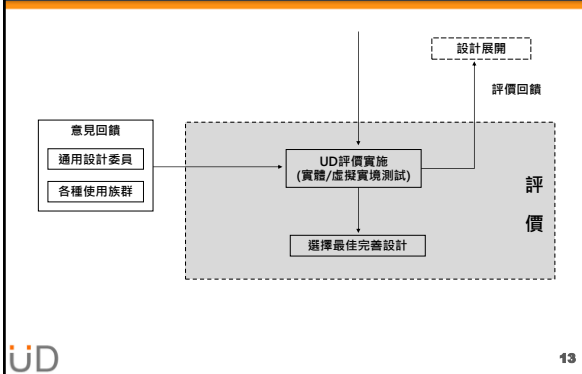 設計展開
評價回饋
意見回饋
通用設計委員
各種使用族群
UD評價實施
(實體/虛擬實境測試)
評
價
選擇最佳完善設計
UD
13